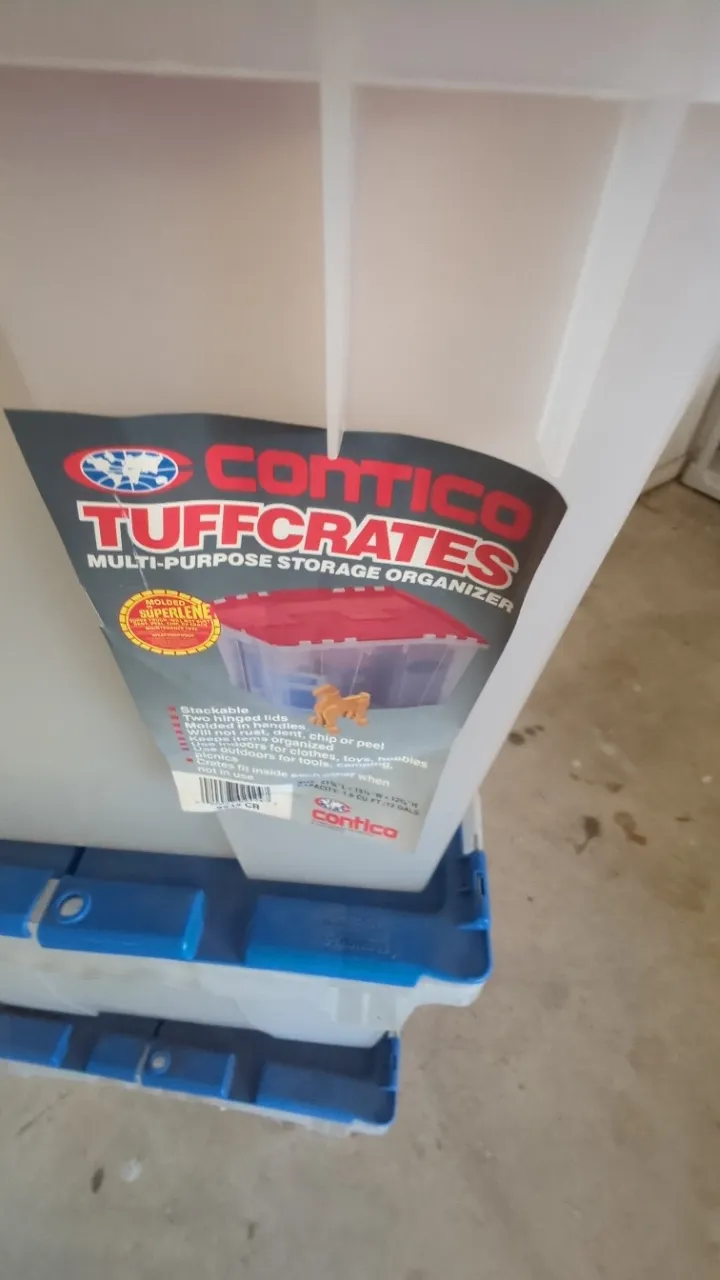 CONTICO
TUFFCRATES
MULTI-PURPOSE STORAGE ORGANIZER
MOLDED
SUPERLENE
Stackable
Two hinged lids
Molded in handles
Will not rust, dent, chip or peel
Keeps items organized
Use indoors for clothes, toys, hobbies
Use outdoors for tools, camping,
picnics
Crates fit inside each other when
not in use
contico